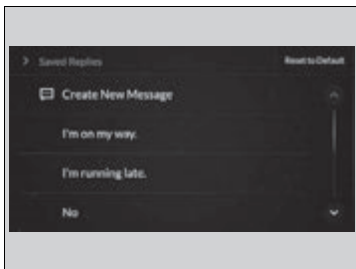 Saved Replies
Reset to Default
Create New Message
I'm on my way.
I'm running late.
No